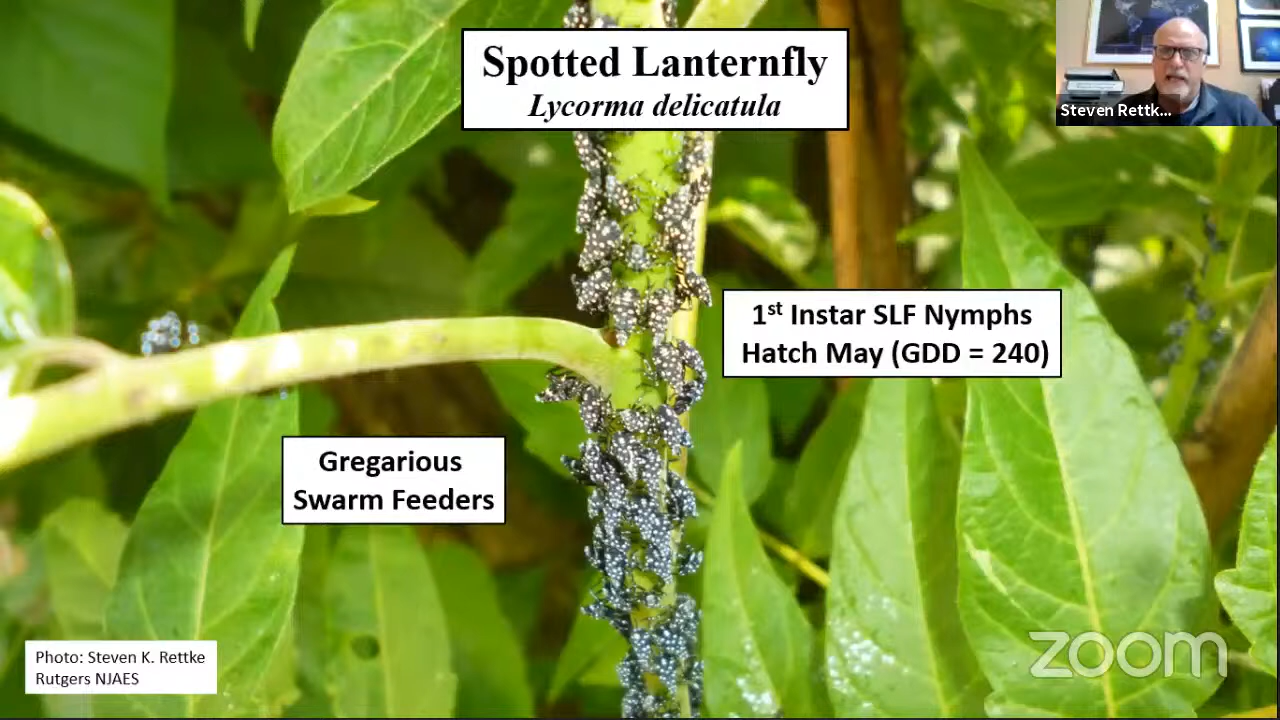 Spotted Lanternfly
Lycorma delicatula
Steven Rettk...
1st Instar SLF Nymphs
Hatch May (GDD = 240)
Gregarious
Swarm Feeders
Photo: Steven K. Rettke
Rutgers NJAES
zoom